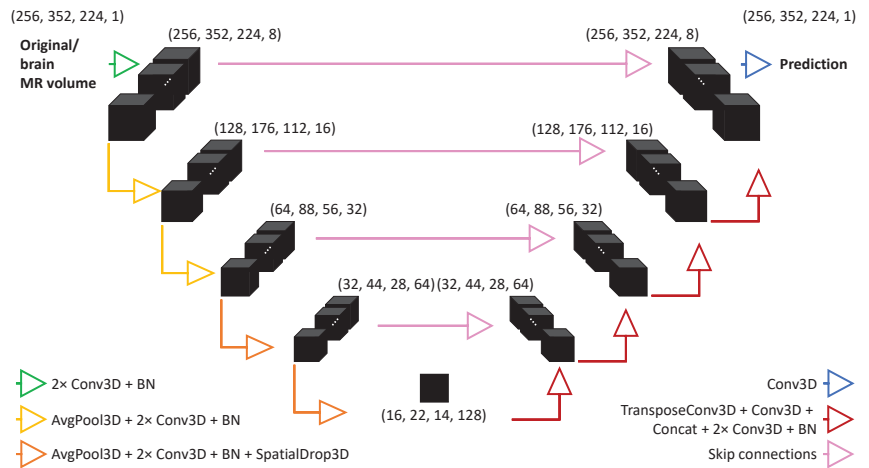 (256, 352, 224, 1)
(256, 352, 224, 1)
(256, 352, 224, 8)
(256, 352, 224, 8)
Original/
brain
MR volume
Prediction
(128, 176, 112, 16)
(128, 176, 112, 16)
(64, 88, 56, 32)
(64, 88, 56, 32)
(32, 44, 28, 64)
(32, 44, 28, 64)
(16, 22, 14, 128)
2× Conv3D + BN
AvgPool3D + 2× Conv3D + BN
AvgPool3D + 2× Conv3D + BN + SpatialDrop3D
Conv3D
TransposeConv3D + Conv3D +
Concat + 2× Conv3D + BN
Skip connections